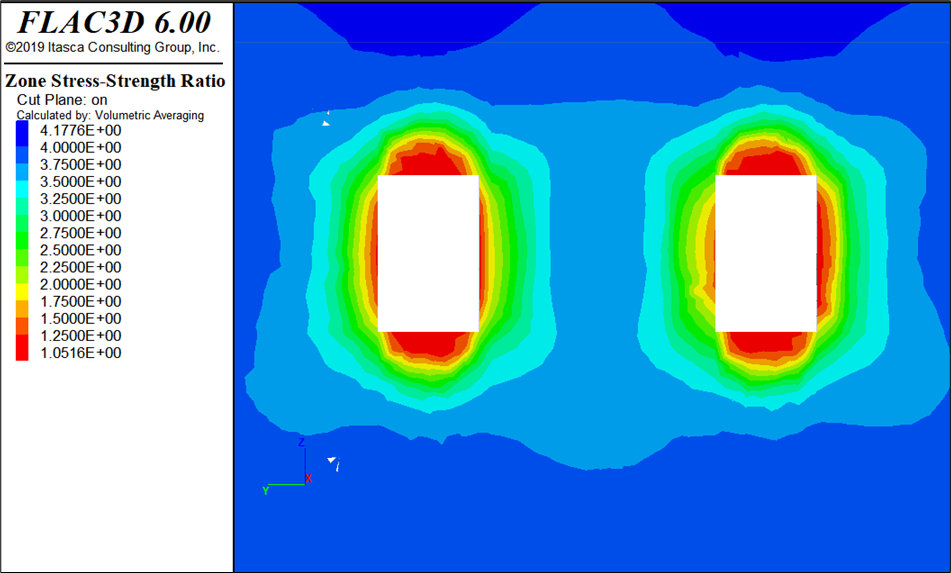 FLAC3D 6.00
©2019 Itasca Consulting Group, Inc.
Zone Stress-Strength Ratio
Cut Plane: on
Calculated by: Volumetric Averaging
4.1776E+00
4.0000E+00
3.7500E+00
3.5000E+00
3.2500E+00
3.0000E+00
2.7500E+00
2.5000E+00
2.2500E+00
2.0000E+00
1.7500E+00
1.5000E+00
1.2500E+00
1.0516E+00
Z
X
Y